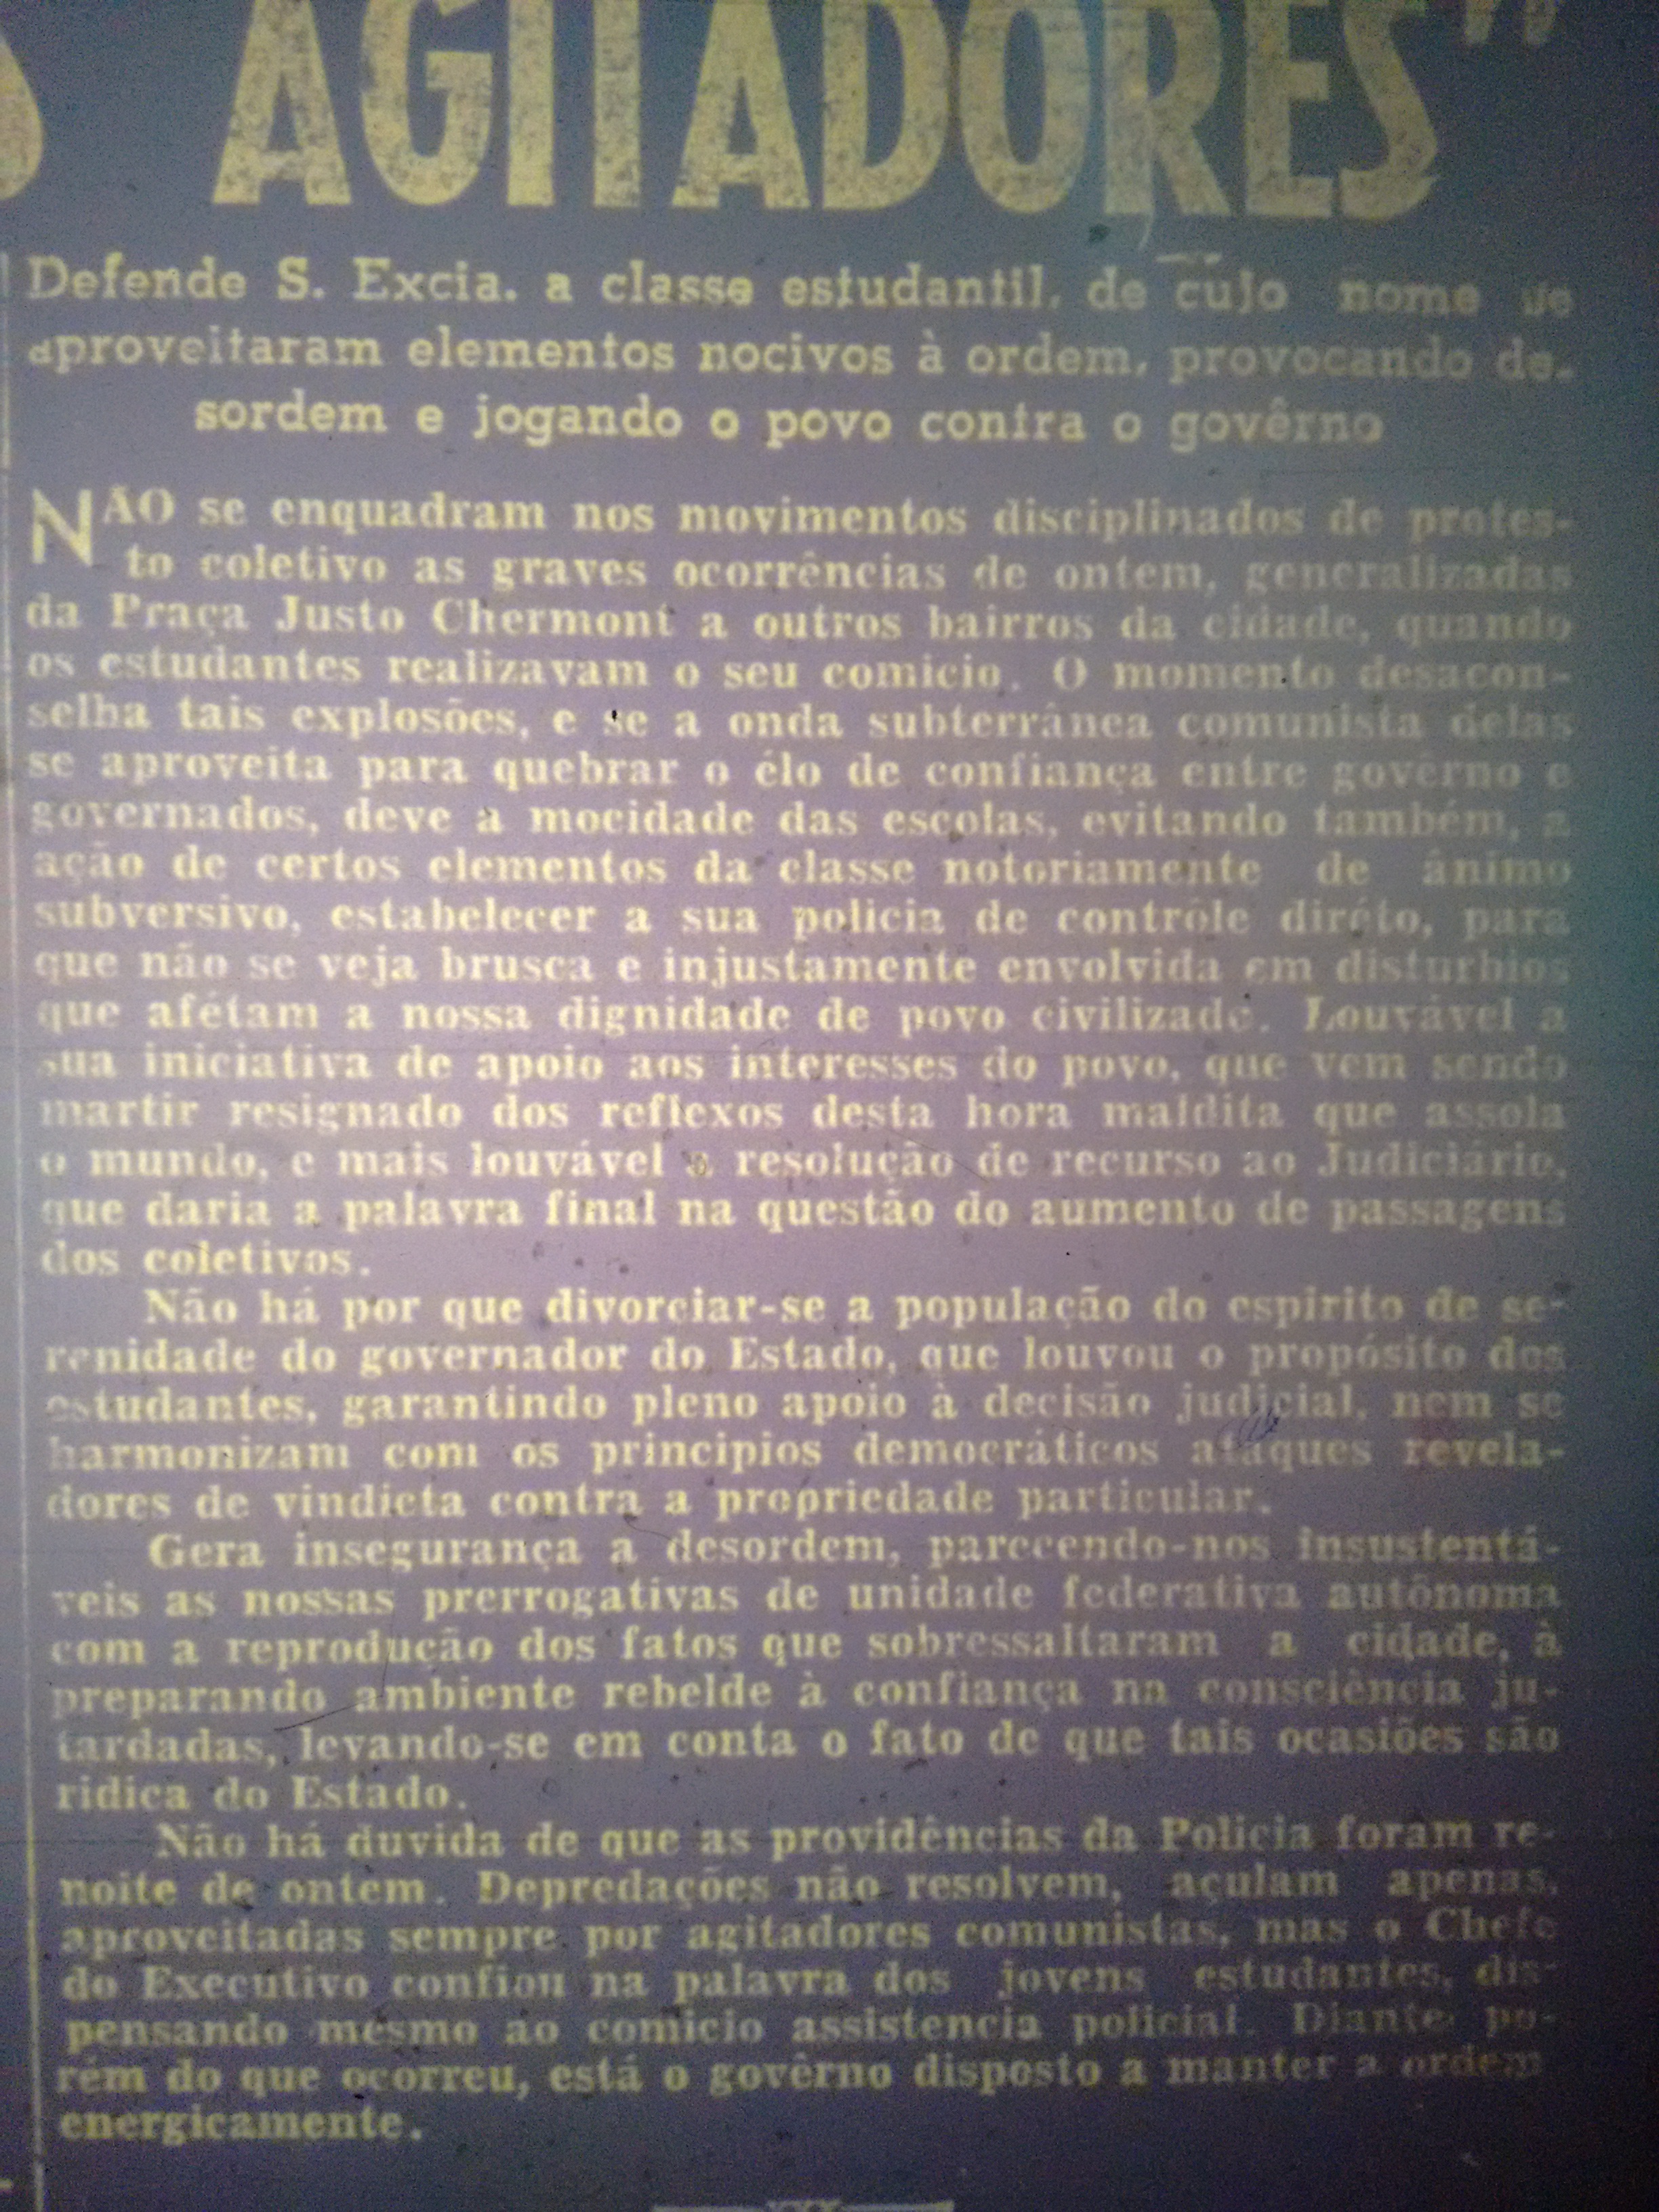 S AGITADORES"
Defende S. Excia. a classe estudantil, de cujo nome se
aproveitaram elementos nocivos à ordem, provocando de-
sordem e jogando o povo contra o govêrno
NÃO se enquadram nos movimentos disciplinados de protes-
to coletivo as graves ocorrências de ontem, generalizadas
da Praça Justo Chermont a outros bairros da cidade, quando
os estudantes realizavam o seu comicio. O momento desacon-
selha tais explosões, e se a onda subterrânea comunista delas
se aproveita para quebrar o élo de confiança entre govêrno e
governados, deve a mocidade das escolas, evitando também, a
ação de certos elementos da classe notoriamente de ânimo
subversivo, estabelecer a sua policia de contrôle diréto, para
que não se veja brusca e injustamente envolvida em disturbios
que afétam a nossa dignidade de povo civilizado. Louvável a
sua iniciativa de apoio aos interesses do povo, que vem sendo
martir resignado dos reflexos desta hora maldita que assola
o mundo, e mais louvável a resolução de recurso ao Judiciário,
que daria a palavra final na questão do aumento de passagens
dos coletivos.
Não há por que divorciar-se a população do espirito de se-
renidade do governador do Estado, que louvou o propósito dos
estudantes, garantindo pleno apoio à decisão judicial, nem se
harmonizam com os principios democráticos ataques revela-
dores de vindicta contra a propriedade particular.
Gera insegurança a desordem, parecendo-nos insustentá-
veis as nossas prerrogativas de unidade federativa autônoma
com a reprodução dos fatos que sobressaltaram a cidade, à
preparando ambiente rebelde à confiança na consciência ju-
tardadas, levando-se em conta o fato de que tais ocasiões são
ridica do Estado.
Não há duvida de que as providências da Policia foram re-
noite de ontem. Depredações não resolvem, açulam apenas,
aproveitadas sempre por agitadores comunistas, mas o Chefe
do Executivo confiou na palavra dos jovens estudantes, dis-
pensando mesmo ao comicio assistencia policial. Diante po-
rém do que ocorreu, está o govêrno disposto a manter a ordem
energicamente.
XXX